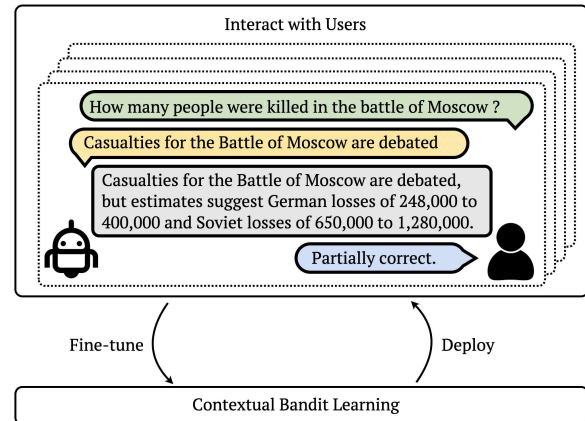 Interact with Users
How many people were killed in the battle of Moscow ?
Casualties for the Battle of Moscow are debated
Casualties for the Battle of Moscow are debated,
but estimates suggest German losses of 248,000 to
400,000 and Soviet losses of 650,000 to 1,280,000.
Partially correct.
Fine-tune
Deploy
Contextual Bandit Learning